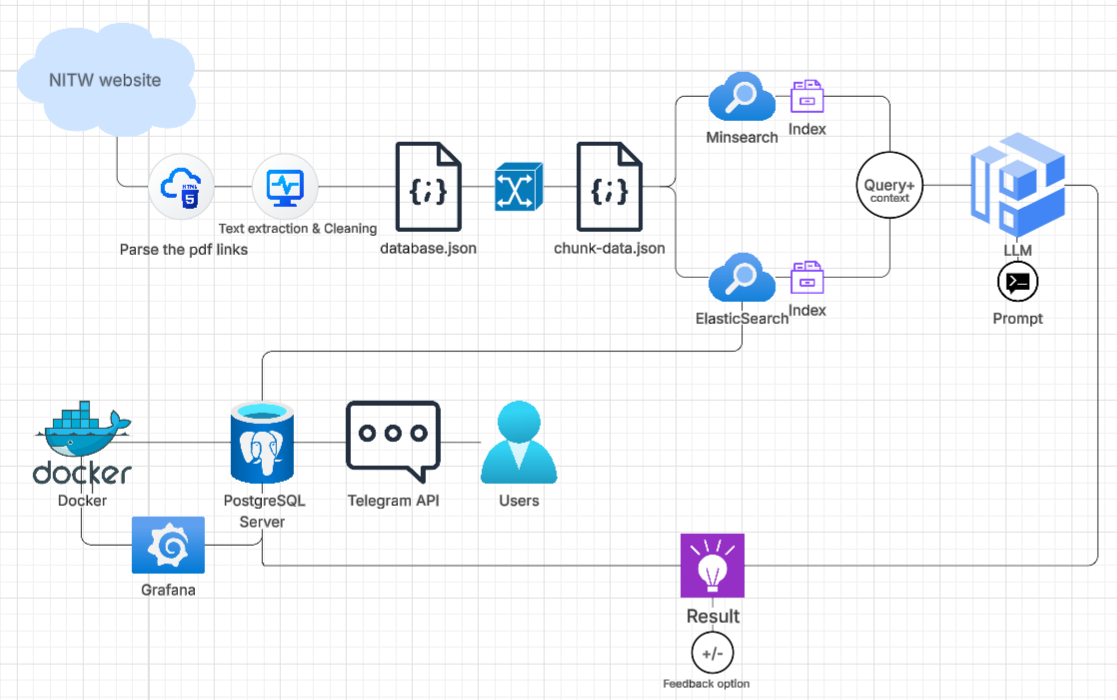 NITW website
HTML
5
Parse the pdf links
Text extraction & Cleaning
{;}
database.json
{;}
chunk-data.json
Minsearch
Index
Query+
context
LLM
Prompt
ElasticSearch
Index
docker
Docker
PostgreSQL
Server
Telegram API
Users
Grafana
Result
+/-
Feedback option